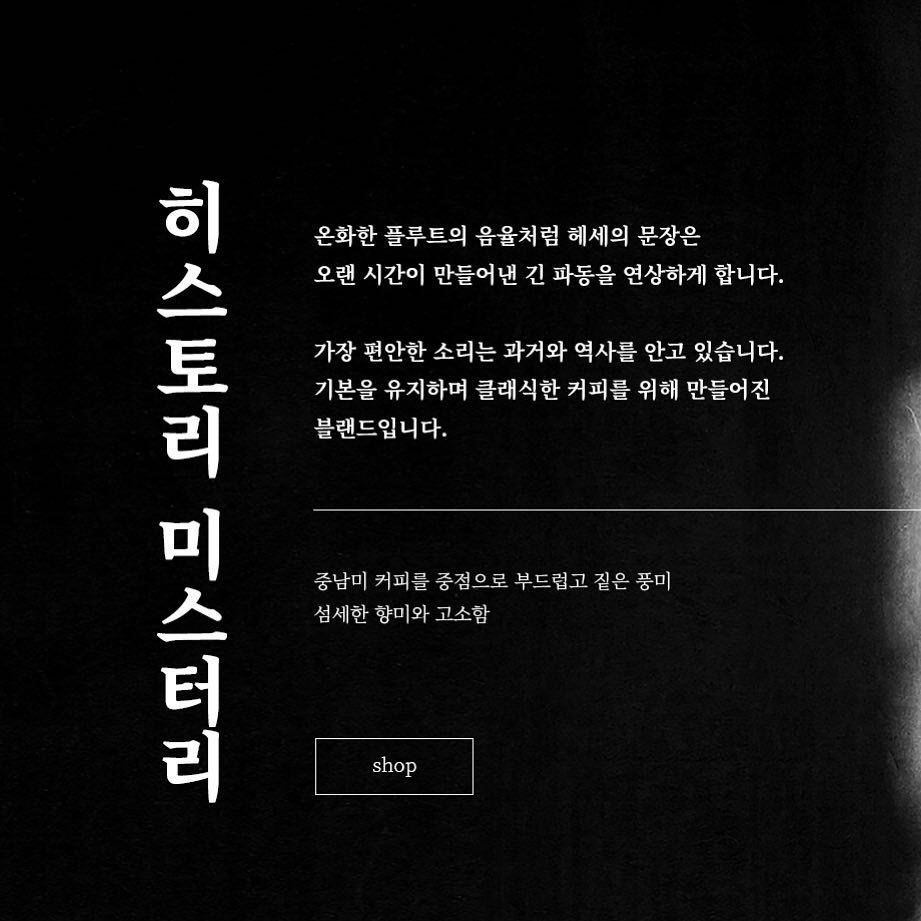 히스토리 미스터리
온화한 플루트의 음율처럼 헤세의 문장은
오랜 시간이 만들어낸 긴 파동을 연상하게 합니다.
가장 편안한 소리는 과거와 역사를 안고 있습니다.
기본을 유지하며 클래식한 커피를 위해 만들어진
블랜드입니다.
중남미 커피를 중점으로 부드럽고 짙은 풍미
섬세한 향미와 고소함
shop